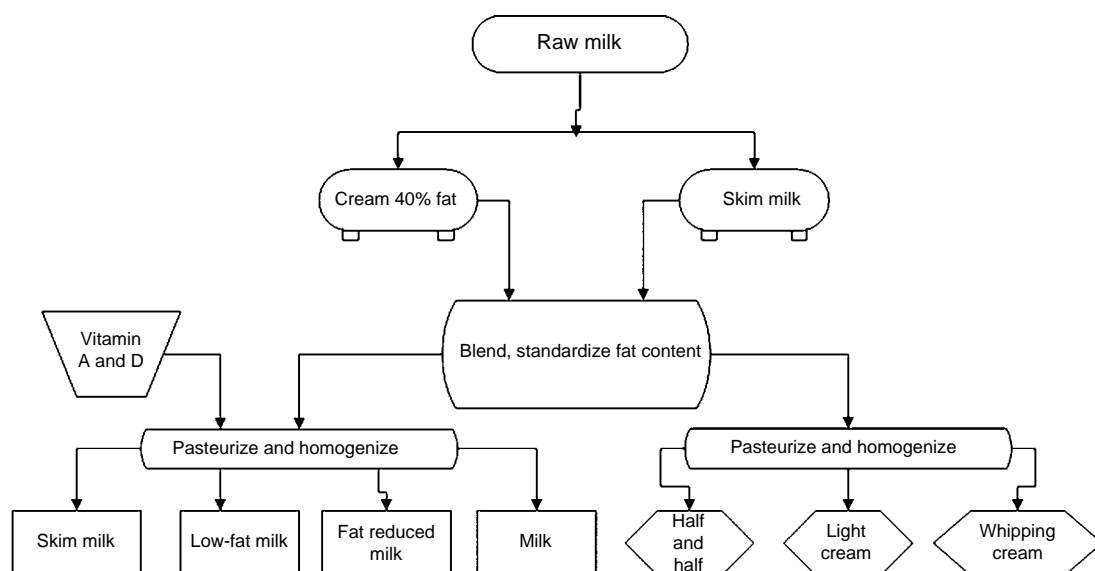 Raw milk
Cream 40% fat
Skim milk
Vitamin
A and D
Blend, standardize fat content
Pasteurize and homogenize
Pasteurize and homogenize
Skim milk
Low-fat milk
Fat reduced
milk
Milk
Half
and
half
Light
cream
Whipping
cream